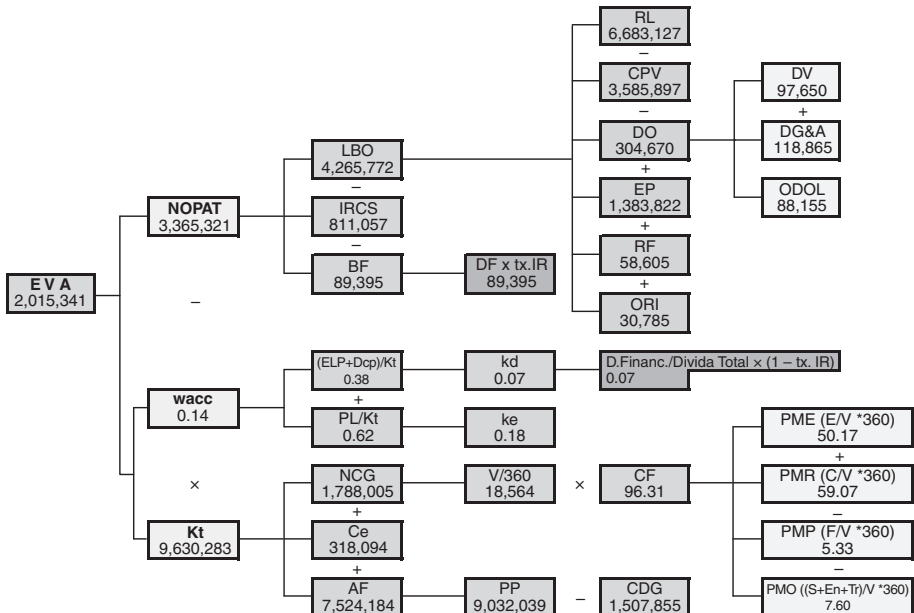 RL
6,683,127
–
CPV
3,585,897
–
DO
304,670
+
EP
1,383,822
+
RF
58,605
+
ORI
30,785
DV
97,650
+
DG&A
118,865
ODOL
88,155
LBO
4,265,772
–
IRCS
811,057
–
BF
89,395
DF x tx.IR
89,395
NOPAT
3,365,321
E V A
2,015,341
–
wacc
0.14
×
Kt
9,630,283
(ELP+Dcp)/Kt
0.38
+
PL/Kt
0.62
kd
0.07
ke
0.18
D.Financ./Divida Total × (1 – tx. IR)
0.07
NCG
1,788,005
+
Ce
318,094
+
AF
7,524,184
V/360
18,564
×
CF
96.31
PP
9,032,039
–
CDG
1,507,855
PME (E/V *360)
50.17
+
PMR (C/V *360)
59.07
–
PMP (F/V *360)
5.33
–
PMO ((S+En+Tr)/V *360)
7.60